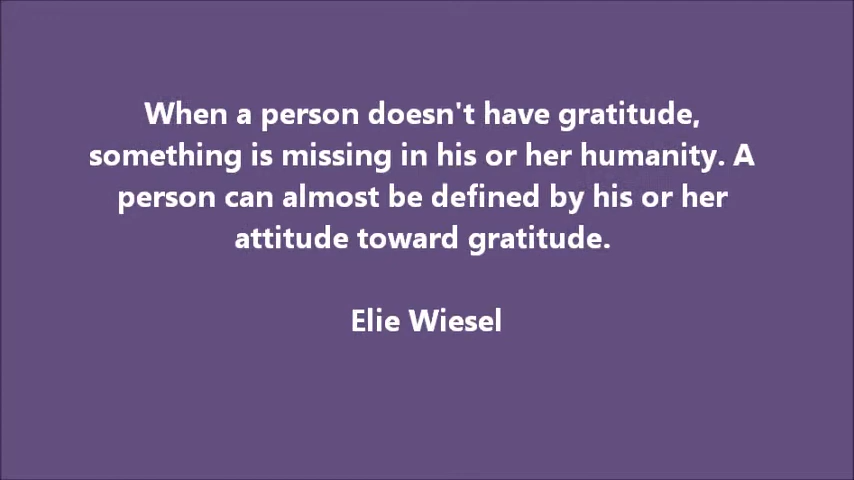 When a person doesn't have gratitude,
something is missing in his or her humanity. A
person can almost be defined by his or her
attitude toward gratitude.
Elie Wiesel